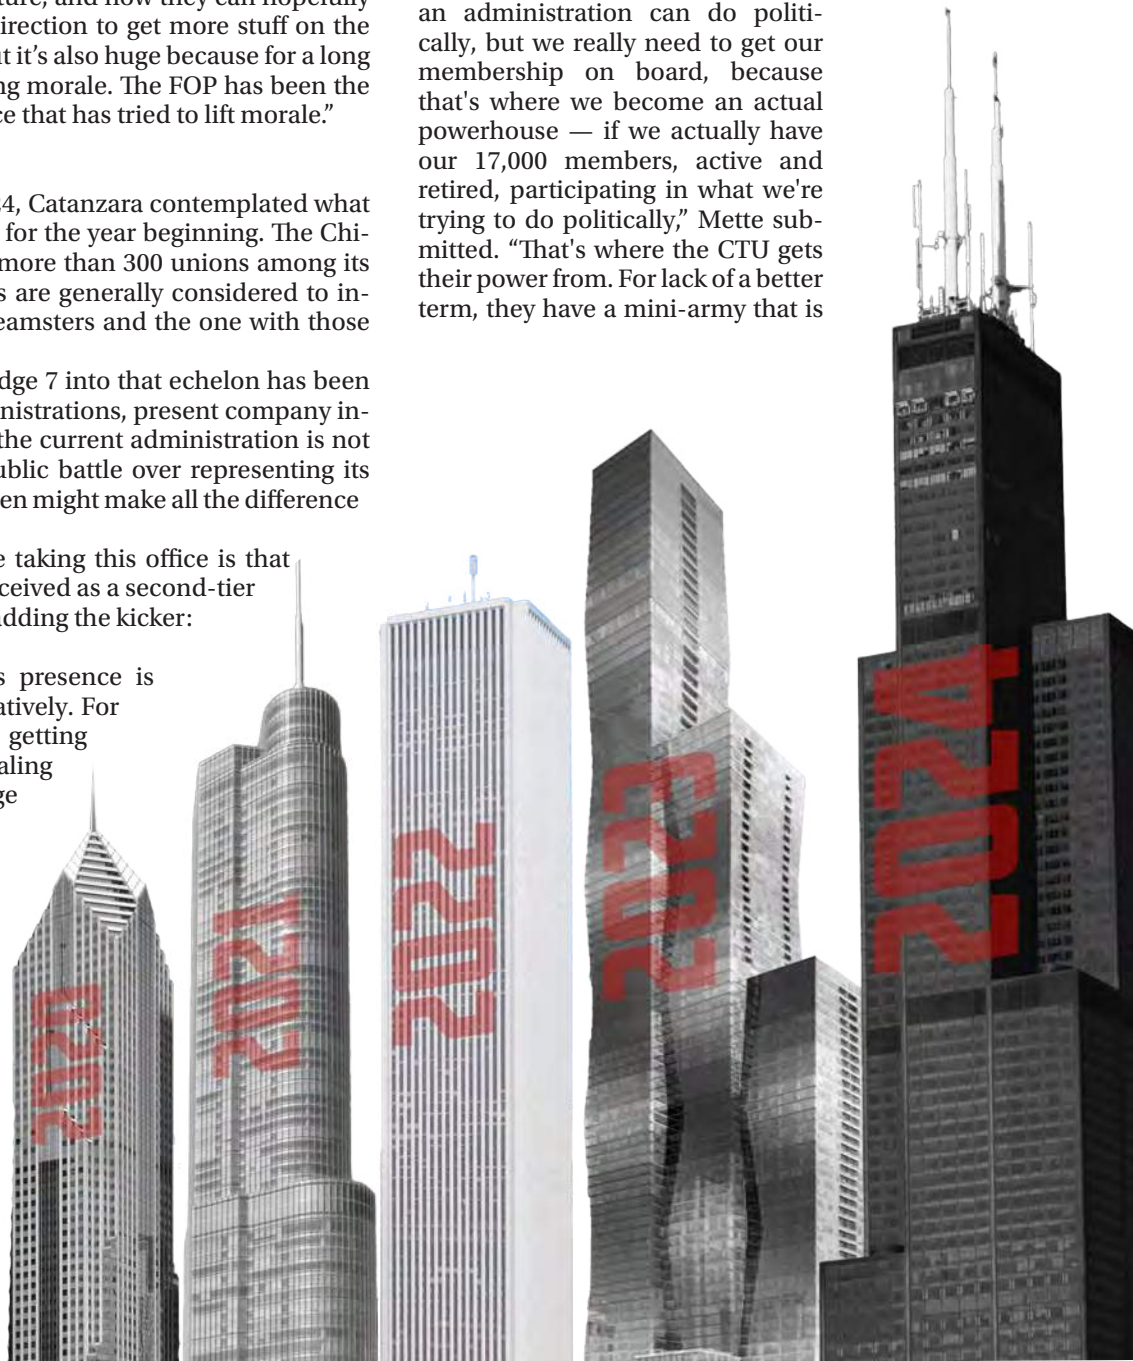 ture, and now they can hopefully
irection to get more stuff on the
ut it’s also huge because for a long
ng morale. The FOP has been the
ce that has tried to lift morale.”
24, Catanzara contemplated what
for the year beginning. The Chi-
more than 300 unions among its
s are generally considered to in-
eamsters and the one with those
dge 7 into that echelon has been
inistrations, present company in-
the current administration is not
ublic battle over representing its
en might make all the difference
e taking this office is that
ceived as a second-tier
adding the kicker:
s presence is
atively. For
getting
aling
ge
an administration can do politi-
cally, but we really need to get our
membership on board, because
that's where we become an actual
powerhouse — if we actually have
our 17,000 members, active and
retired, participating in what we're
trying to do politically,” Mette sub-
mitted. “That's where the CTU gets
their power from. For lack of a better
term, they have a mini-army that is
2020
2021
2022
2023
2024